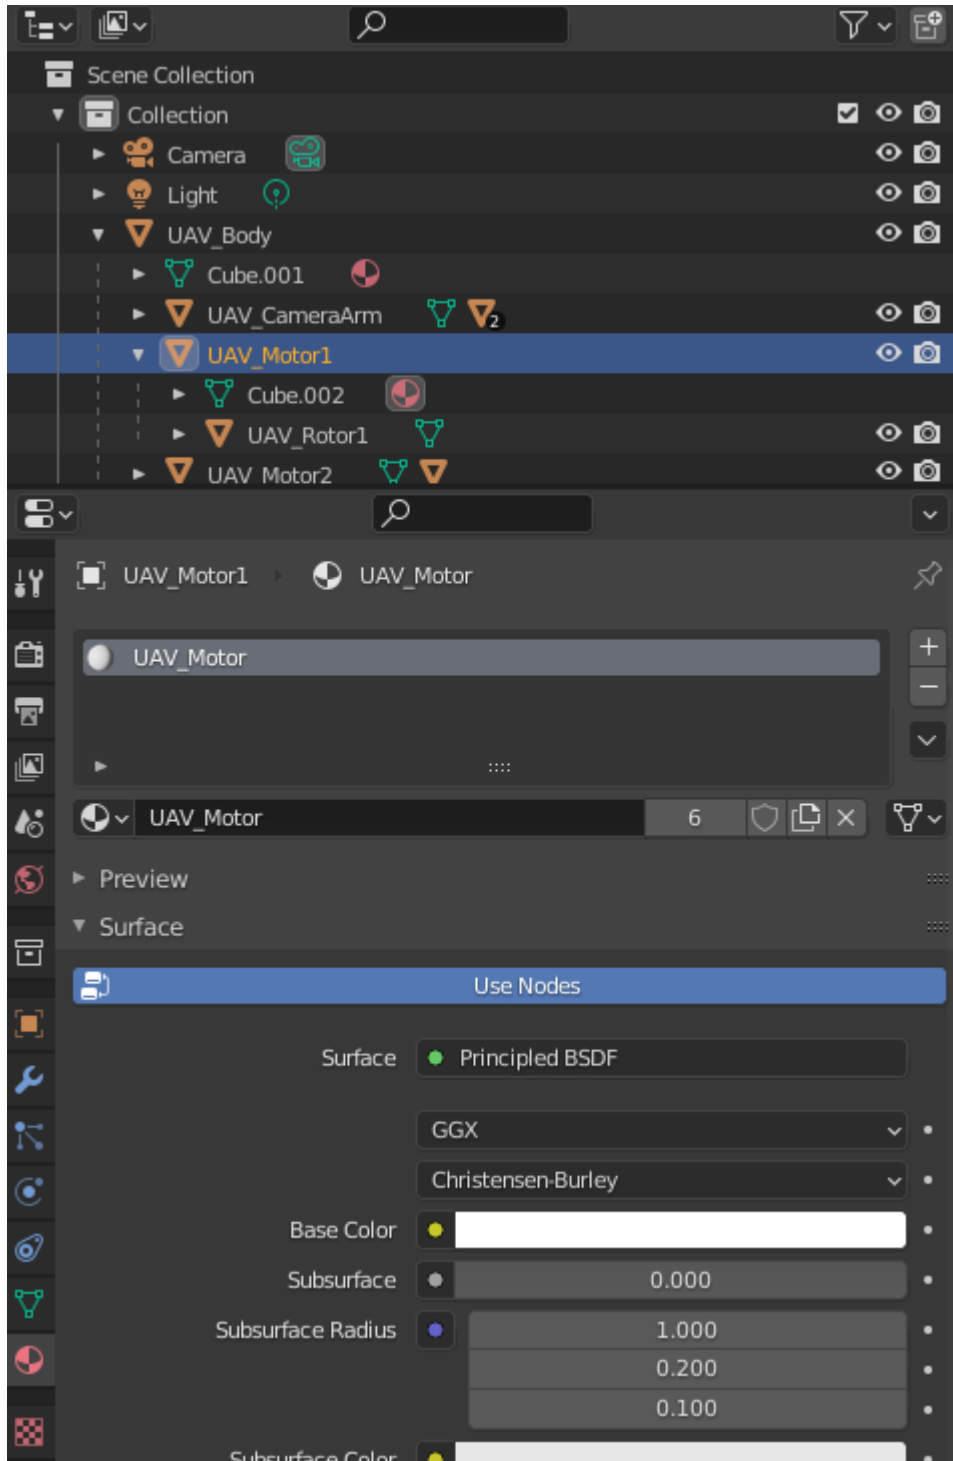 Scene Collection
Collection
Camera
Light
UAV_Body
Cube.001
UAV_CameraArm 2
UAV_Motor1
Cube.002
UAV_Rotor1
UAV_Motor2
UAV_Motor1 UAV_Motor
UAV_Motor
UAV_Motor 6
Preview
Surface
Use Nodes
Surface Principled BSDF
GGX
Christensen-Burley
Base Color
Subsurface 0.000
Subsurface Radius 1.000
0.200
0.100
Subsurface Color